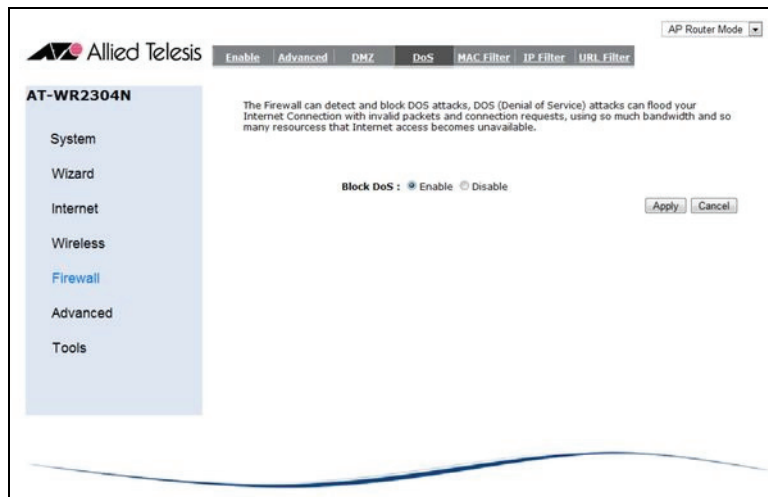 AP Router Mode
Allied Telesis
Enable Advanced DMZ DoS MAC Filter IP Filter URL Filter
AT-WR2304N
System
Wizard
Internet
Wireless
Firewall
Advanced
Tools
The Firewall can detect and block DOS attacks, DOS (Denial of Service) attacks can flood your
Internet Connection with invalid packets and connection requests, using so much bandwidth and so
many resourcess that Internet access becomes unavailable.
Block DoS : Enable Disable
Apply Cancel